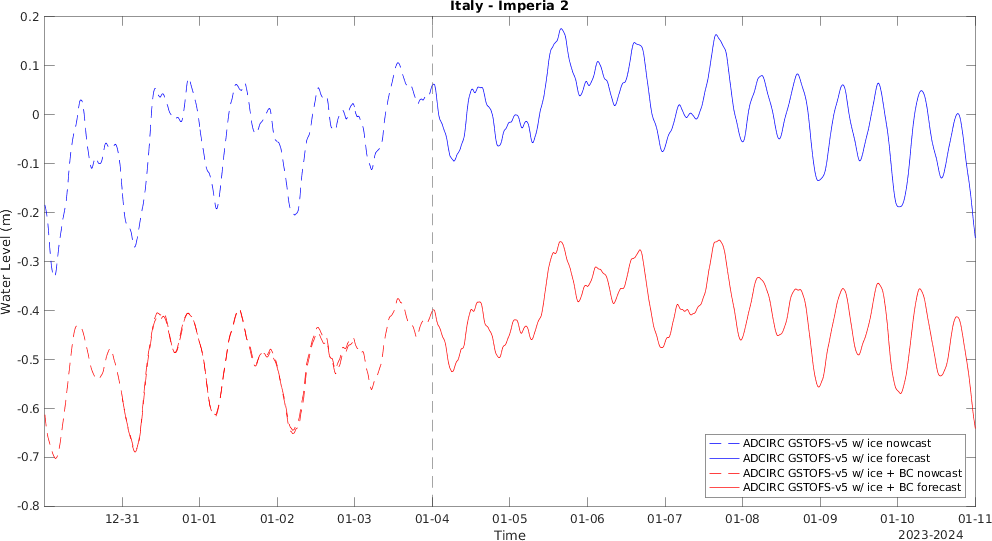 Italy - Imperia 2
0.2
0.1
0
-0.1
-0.2
-0.3
-0.4
-0.5
-0.6
-0.7
-0.8
Water Level (m)
ADCIRC GSTOFS-v5 w/ ice nowcast
ADCIRC GSTOFS-v5 w/ ice forecast
ADCIRC GSTOFS-v5 w/ ice + BC nowcast
ADCIRC GSTOFS-v5 w/ ice + BC forecast
12-31 01-01 01-02 01-03 01-04 01-05 01-06 01-07 01-08 01-09 01-10 01-11
Time
2023-2024